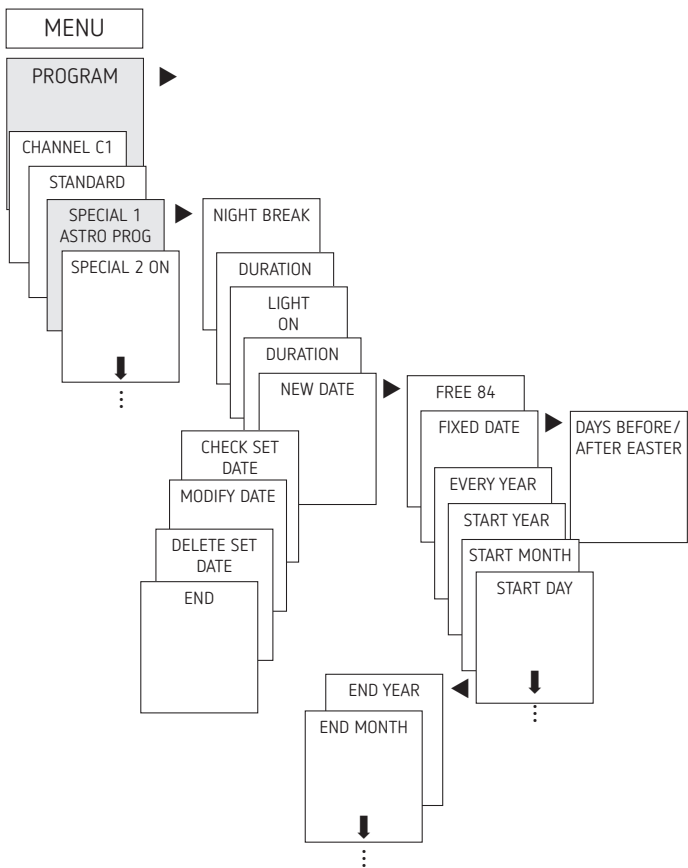 MENU
PROGRAM
CHANNEL C1
STANDARD
SPECIAL 1
ASTRO PROG
SPECIAL 2 ON
NIGHT BREAK
DURATION
LIGHT
ON
DURATION
NEW DATE
CHECK SET
DATE
MODIFY DATE
DELETE SET
DATE
END
FREE 84
FIXED DATE
DAYS BEFORE/
AFTER EASTER
EVERY YEAR
START YEAR
START MONTH
START DAY
END YEAR
END MONTH